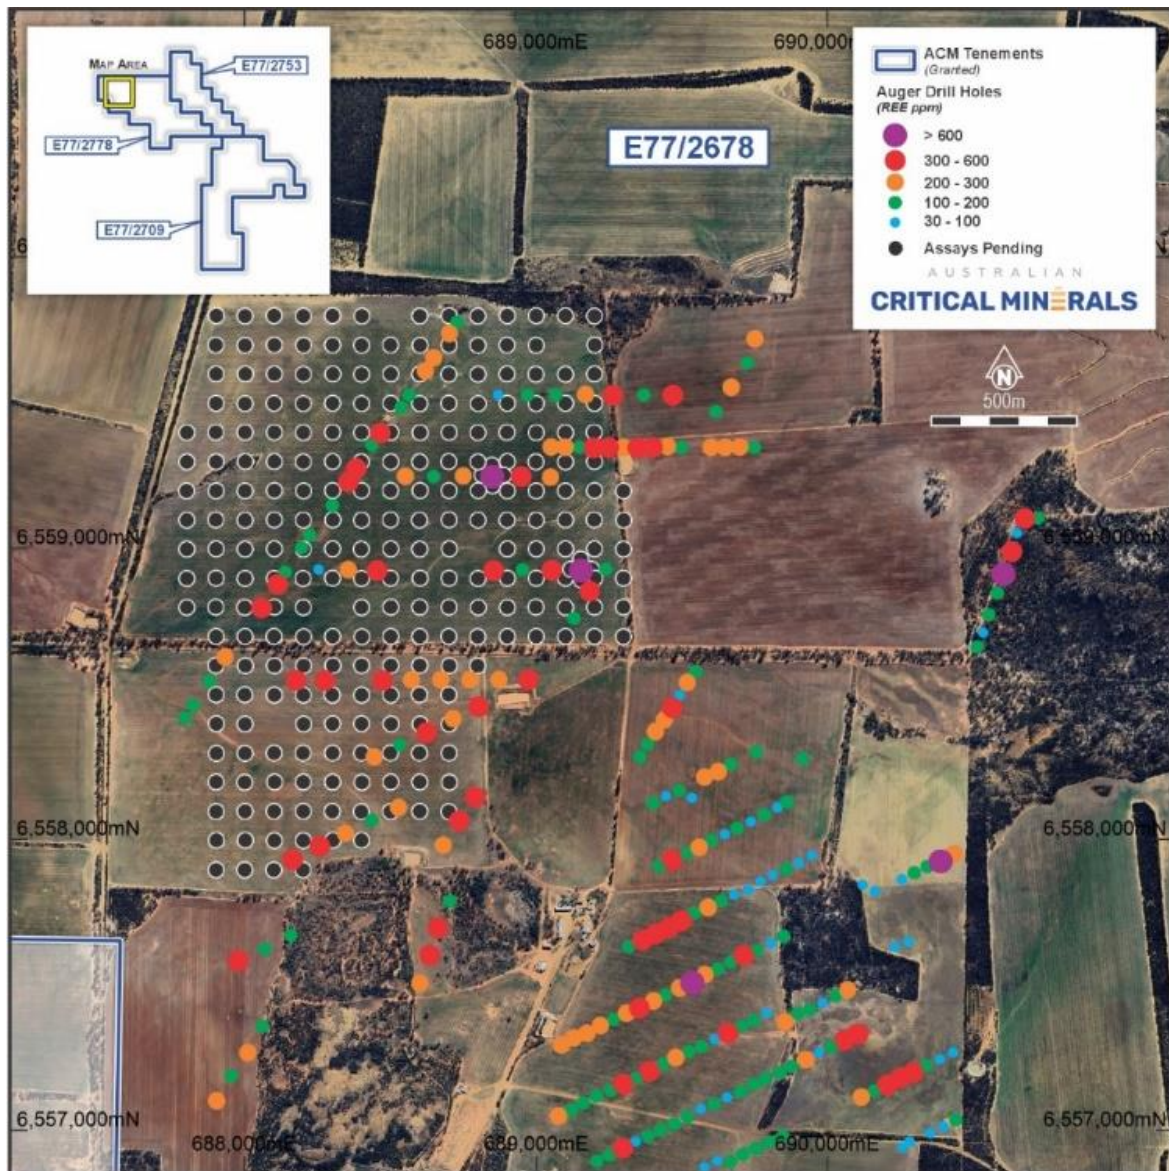 689,000mE
690,000mE
MAP AREA
E77/2753
E77/2778
E77/2709
E77/2678
ACM Tenements
(Granted)
Auger Drill Holes
(REE ppm)
> 600
300 - 600
200 - 300
100 - 200
30 - 100
Assays Pending
AUSTRALIAN
CRITICAL MINERALS
N
500m
6,559,000mN
6,559,000mN
6,558,000mN
6,558,000mN
6,557,000mN
6,557,000mN
688,000mE
689,000mE
690,000mE